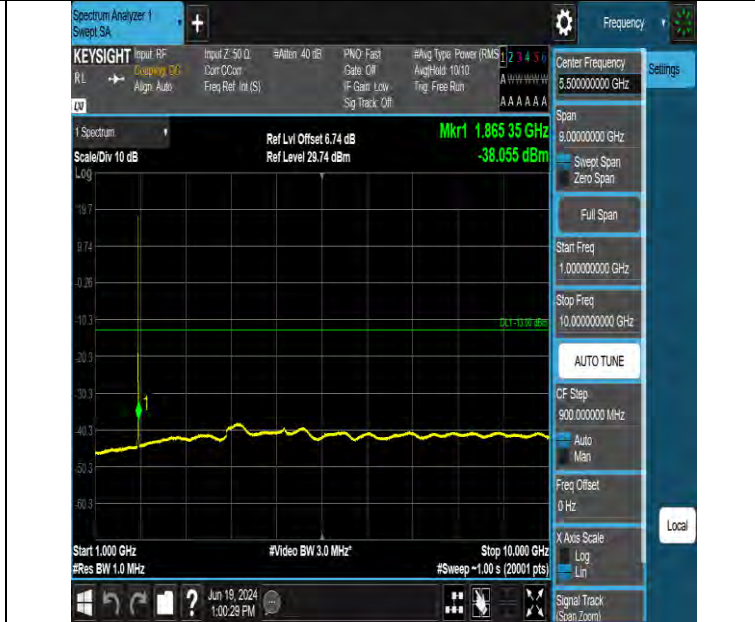 Spectrum Analyzer 1
Swept SA
+
Frequency
KEYSIGHT
RL
Input: RF
Coupling: DC
Align: Auto
Input Z: 50 Ω
Corr CCorr
Freq Ref: Int (S)
#Atten: 40 dB
PNO: Fast
Gate: Off
IF Gain: Low
Sig Track: Off
#Avg Type: Power (RMS
Avg|Hold: 10/10
Trig: Free Run
1 2 3 4 5 6
A W W W W W
A A A A A A
LXI
1 Spectrum
Scale/Div 10 dB
Log
Ref Lvl Offset 6.74 dB
Ref Level 29.74 dBm
Mkr1 1.865 35 GHz
-38.055 dBm
19.7
9.74
-0.26
-10.3
-20.3
-30.3
-40.3
-50.3
-60.3
DL1 -13.00 dBm
1
Start 1.000 GHz
#Res BW 1.0 MHz
#Video BW 3.0 MHz*
Stop 10.000 GHz
#Sweep ~1.00 s (20001 pts)
Center Frequency
5.500000000 GHz
Settings
Span
9.00000000 GHz
Swept Span
Zero Span
Full Span
Start Freq
1.000000000 GHz
Stop Freq
10.000000000 GHz
AUTO TUNE
CF Step
900.000000 MHz
Auto
Man
Freq Offset
0 Hz
X Axis Scale
Log
Lin
Signal Track
(Span Zoom)
Local
?
Jun 19, 2024
1:00:29 PM